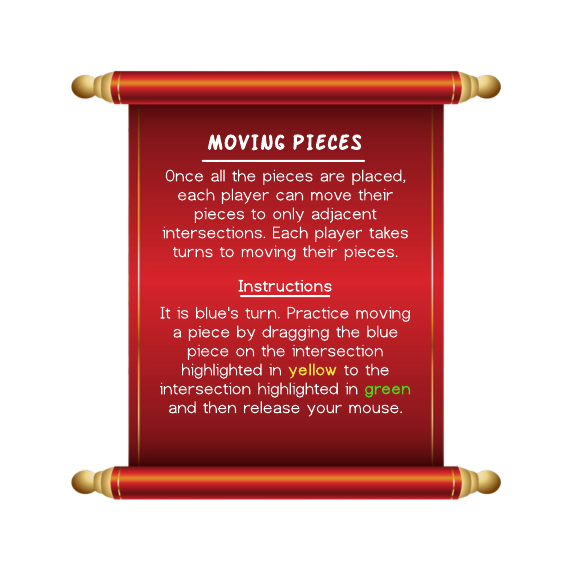 MOVING PIECES
Once all the pieces are placed,
each player can move their
pieces to only adjacent
intersections. Each player takes
turns to moving their pieces.
Instructions
It is blue's turn. Practice moving
a piece by dragging the blue
piece on the intersection
highlighted in yellow to the
intersection highlighted in green
and then release your mouse.